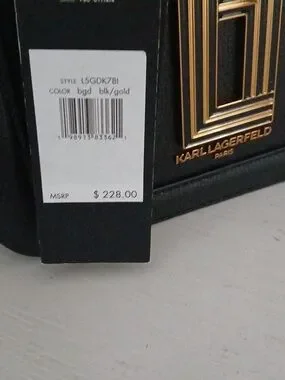 STYLE L5GDK7BI
COLOR bgd blk/gold
MSRP $ 228.00
KARL LAGERFELD
PARIS